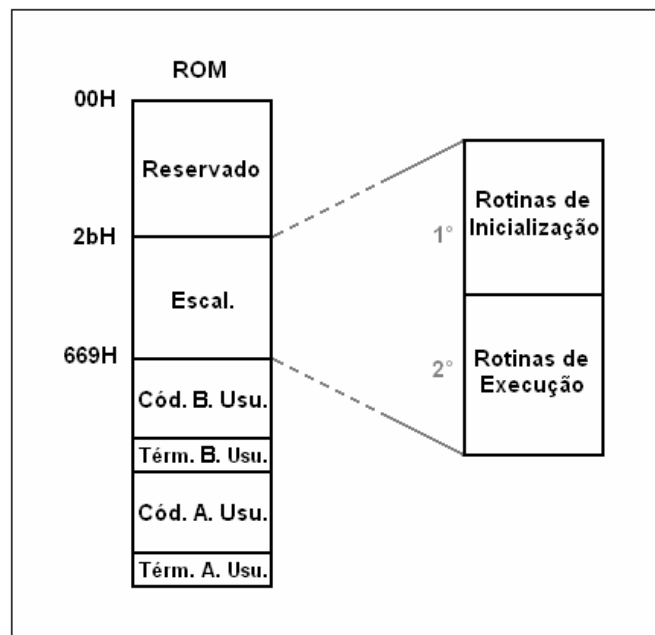 ROM
00H
Reservado
2bH
Escal.
669H
Cód. B. Usu.
Térm. B. Usu.
Cód. A. Usu.
Térm. A. Usu.
1°
Rotinas de
Inicialização
2°
Rotinas de
Execução